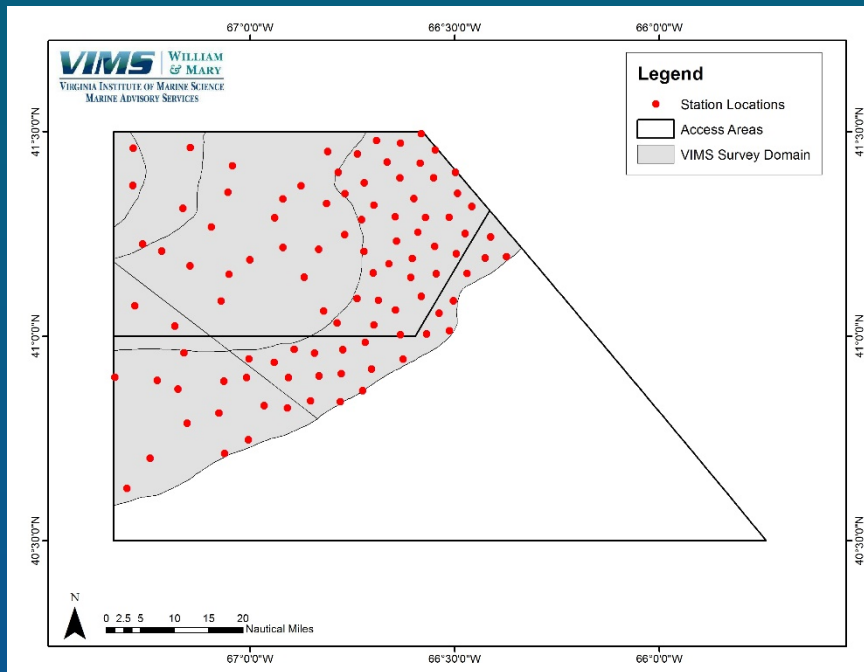 67°0'0"W 66°30'0"W 66°0'0"W
VIMS WILLIAM
& MARY
VIRGINIA INSTITUTE OF MARINE SCIENCE
MARINE ADVISORY SERVICES
Legend
Station Locations
Access Areas
VIMS Survey Domain
41°30'0"N 41°30'0"N
41°0'0"N 41°0'0"N
40°30'0"N 40°30'0"N
N
0 2.5 5 10 15 20
Nautical Miles
67°0'0"W 66°30'0"W 66°0'0"W